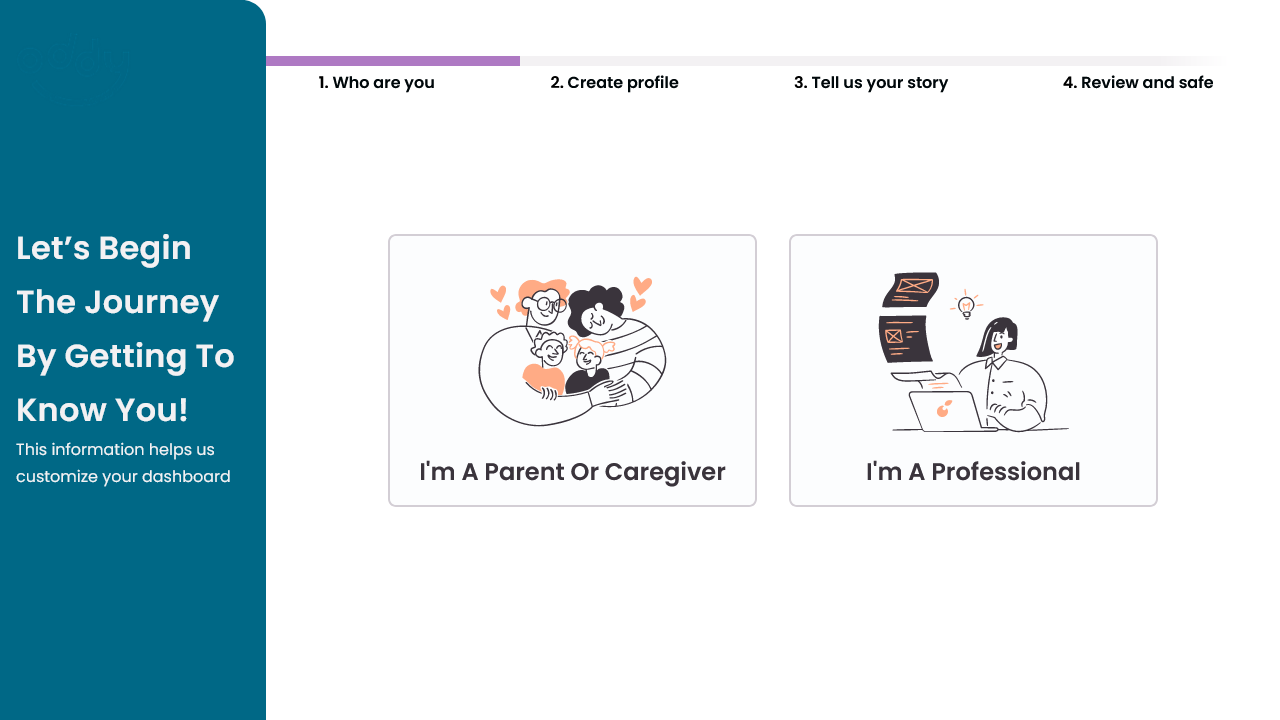 1. Who are you
2. Create profile
3. Tell us your story
4. Review and safe
Let’s Begin
The Journey
By Getting To
Know You!
This information helps us
customize your dashboard
I'm A Parent Or Caregiver
I'm A Professional